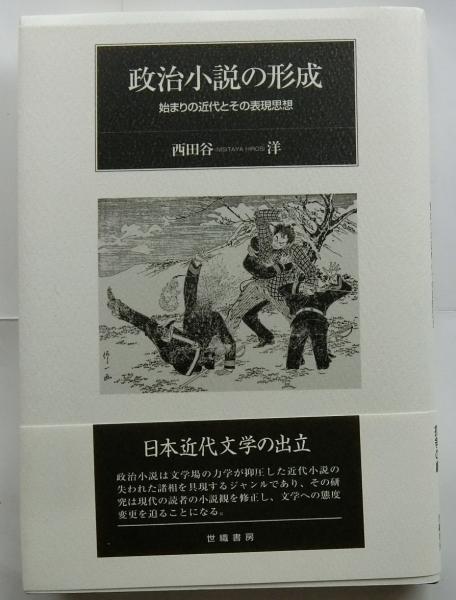 政治小説の形成
始まりの近代とその表現思想
西田谷 NISITAYA HIROSI 洋
日本近代文学の出立
政治小説は文学場の力学が抑圧した近代小説の
失われた諸相を具現するジャンルであり、その研
究は現代の読者の小説観を修正し、文学への態度
変更を迫ることになる。
世織書房